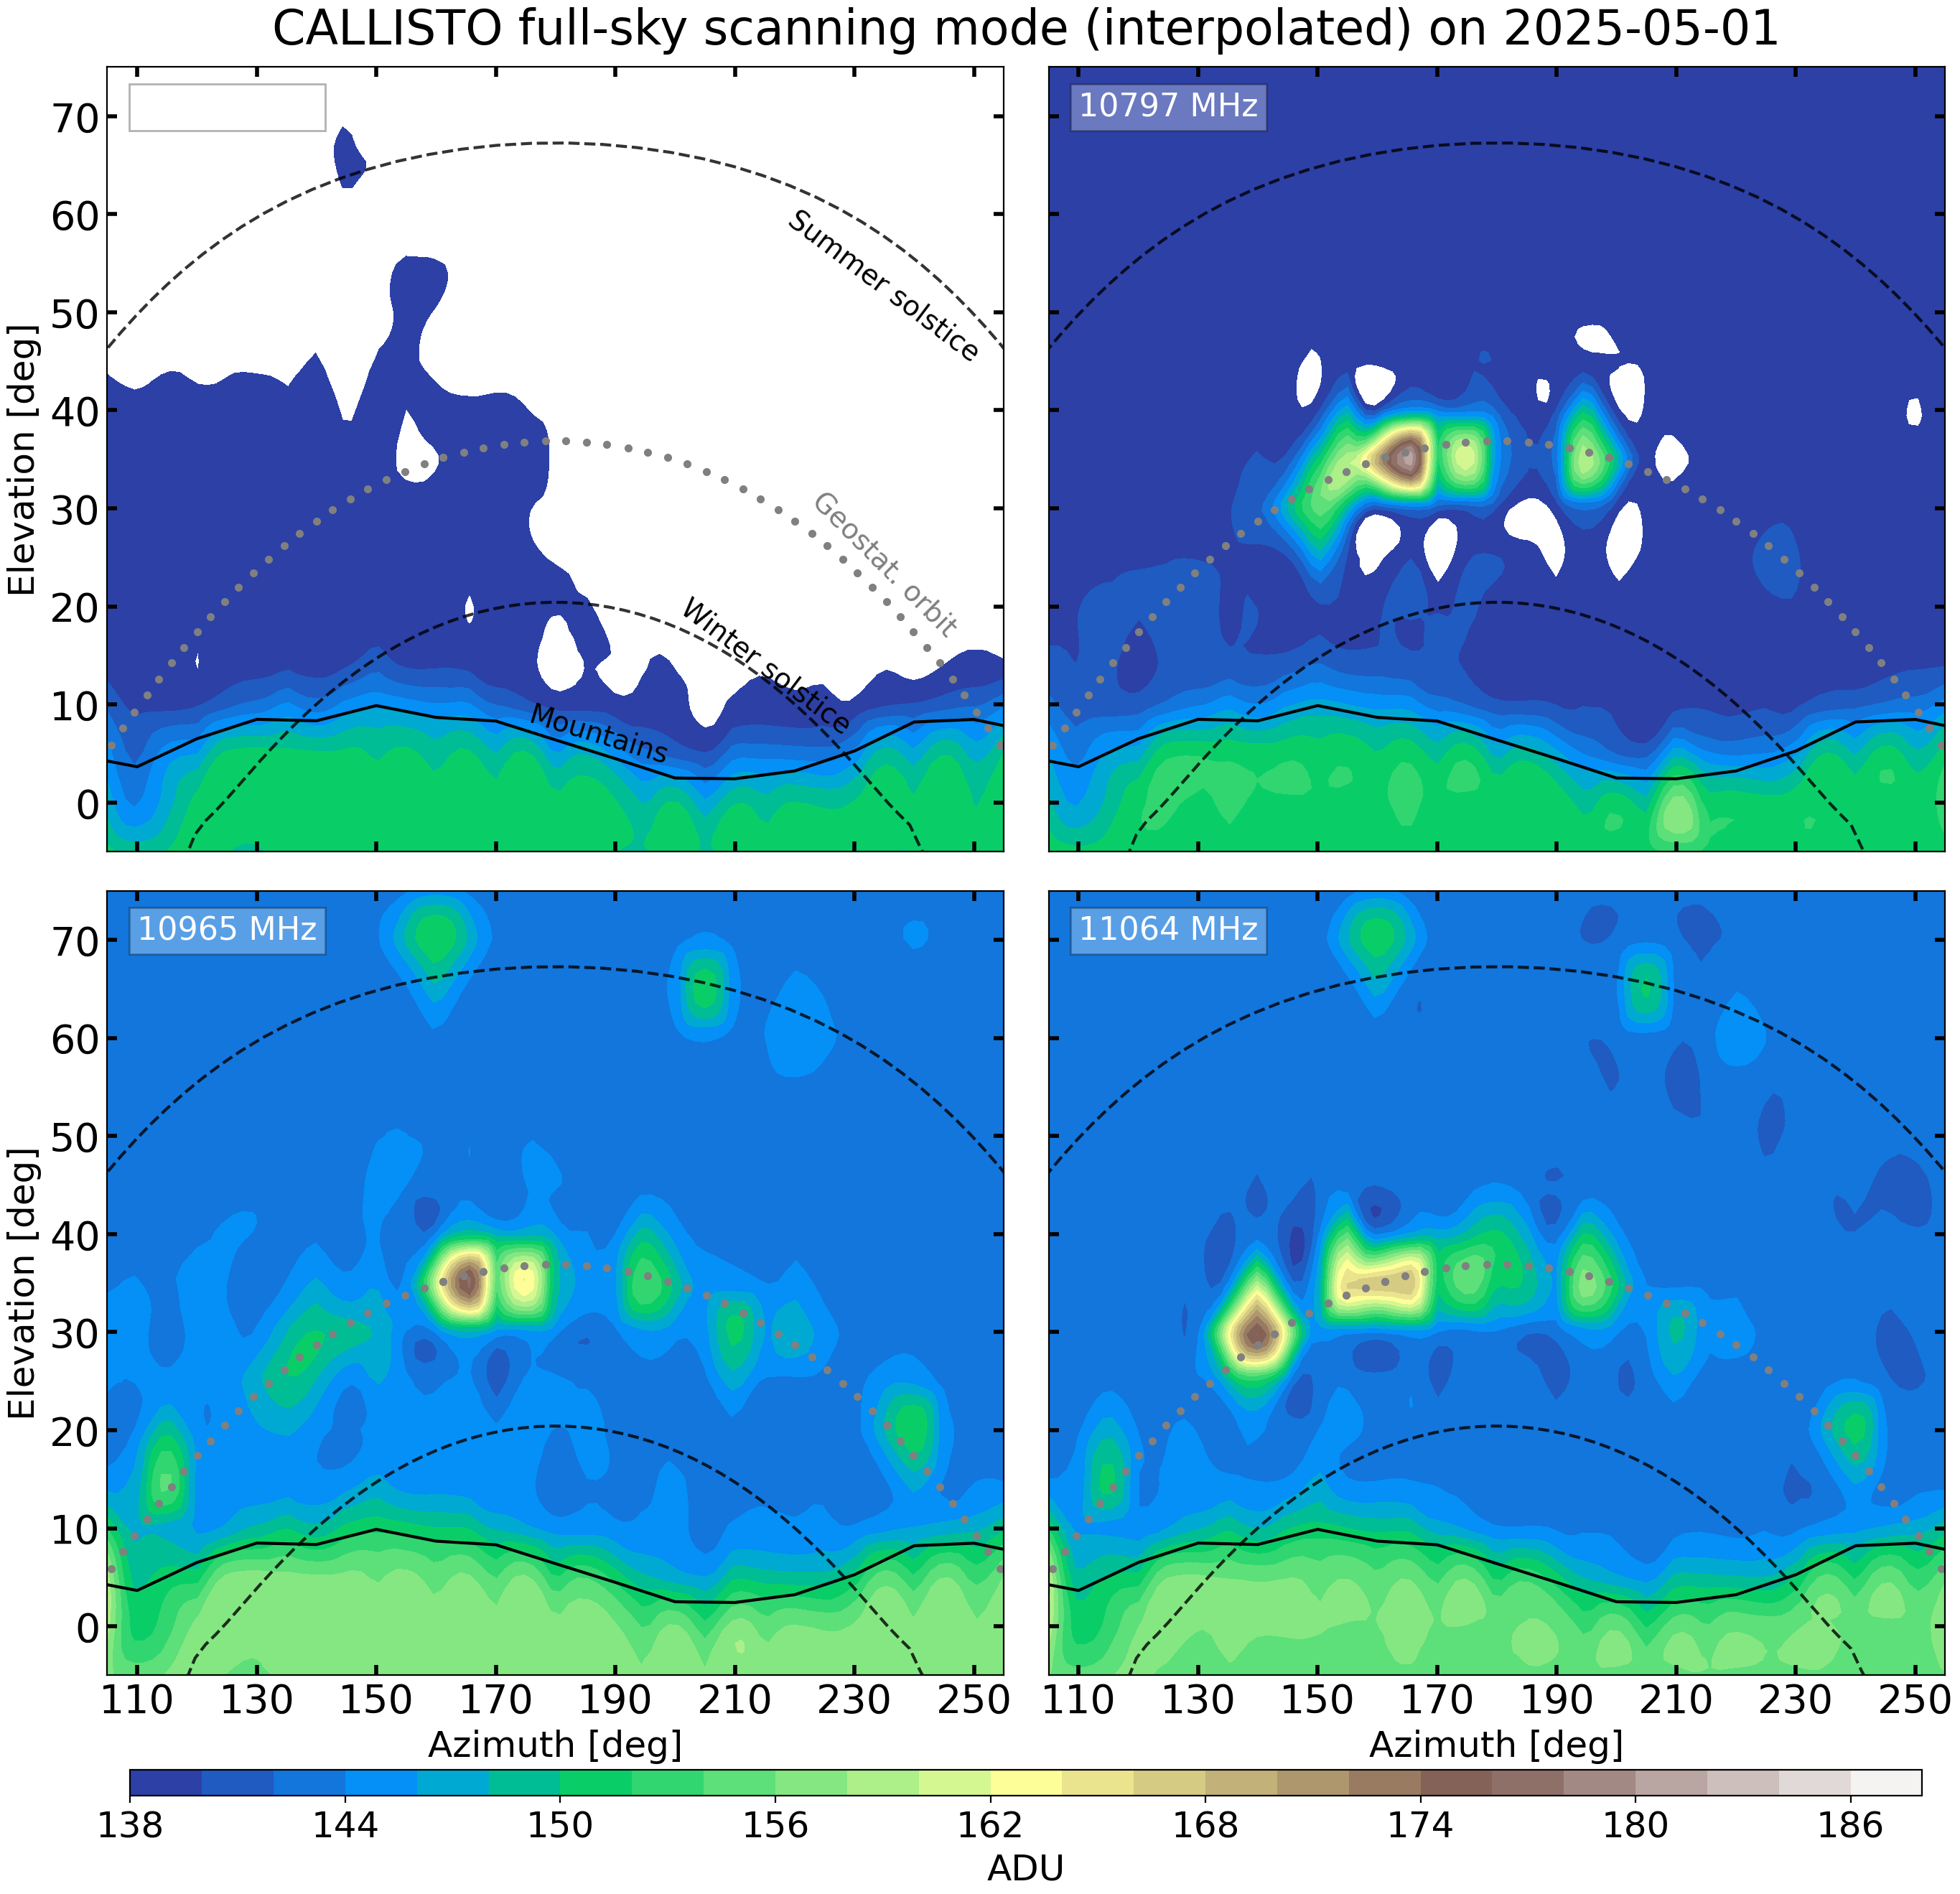 CALLISTO full-sky scanning mode (interpolated) on 2025-05-01
Elevation [deg]
70
60
50
40
30
20
10
0
Summer solstice
Geostat. orbit
Winter solstice
Mountains
10797 MHz
Elevation [deg]
70
60
50
40
30
20
10
0
10965 MHz
110 130 150 170 190 210 230 250
Azimuth [deg]
11064 MHz
110 130 150 170 190 210 230 250
Azimuth [deg]
138 144 150 156 162 168 174 180 186
ADU